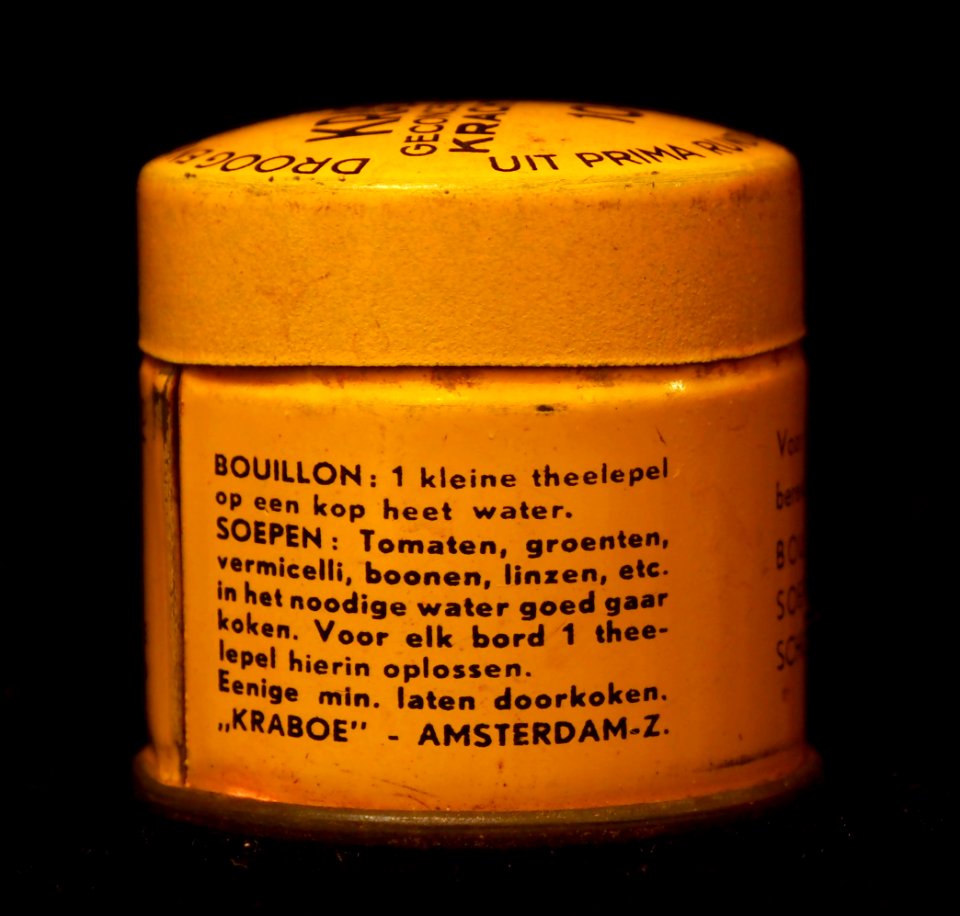 DROOG
UIT PRIMA
BOUILLON: 1 kleine theelepel
op een kop heet water.
SOEPEN: Tomaten, groenten,
vermicelli, boonen, linzen, etc.
in het noodige water goed gaar
koken. Voor elk bord 1 thee-
lepel hierin oplossen.
Eenige min. laten doorkoken.
„KRABOE” - AMSTERDAM-Z.